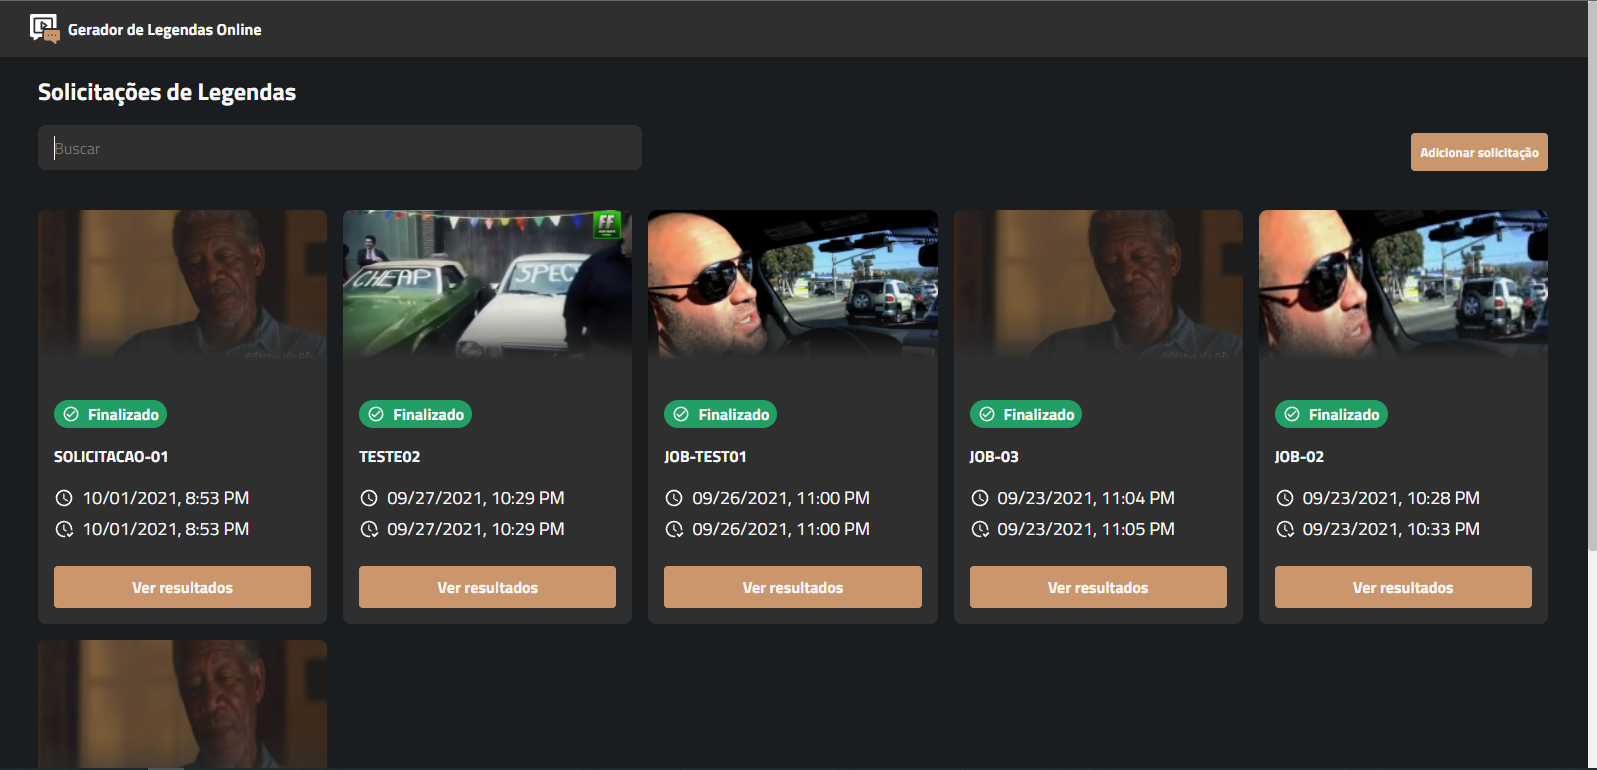 Gerador de Legendas Online
Solicitações de Legendas
Buscar
Adicionar solicitação
CHEAP
SPEC
FF
Finalizado
SOLICITACAO-01
10/01/2021, 8:53 PM
10/01/2021, 8:53 PM
Ver resultados
Finalizado
TESTE02
09/27/2021, 10:29 PM
09/27/2021, 10:29 PM
Ver resultados
Finalizado
JOB-TEST01
09/26/2021, 11:00 PM
09/26/2021, 11:00 PM
Ver resultados
Finalizado
JOB-03
09/23/2021, 11:04 PM
09/23/2021, 11:05 PM
Ver resultados
Finalizado
JOB-02
09/23/2021, 10:28 PM
09/23/2021, 10:33 PM
Ver resultados